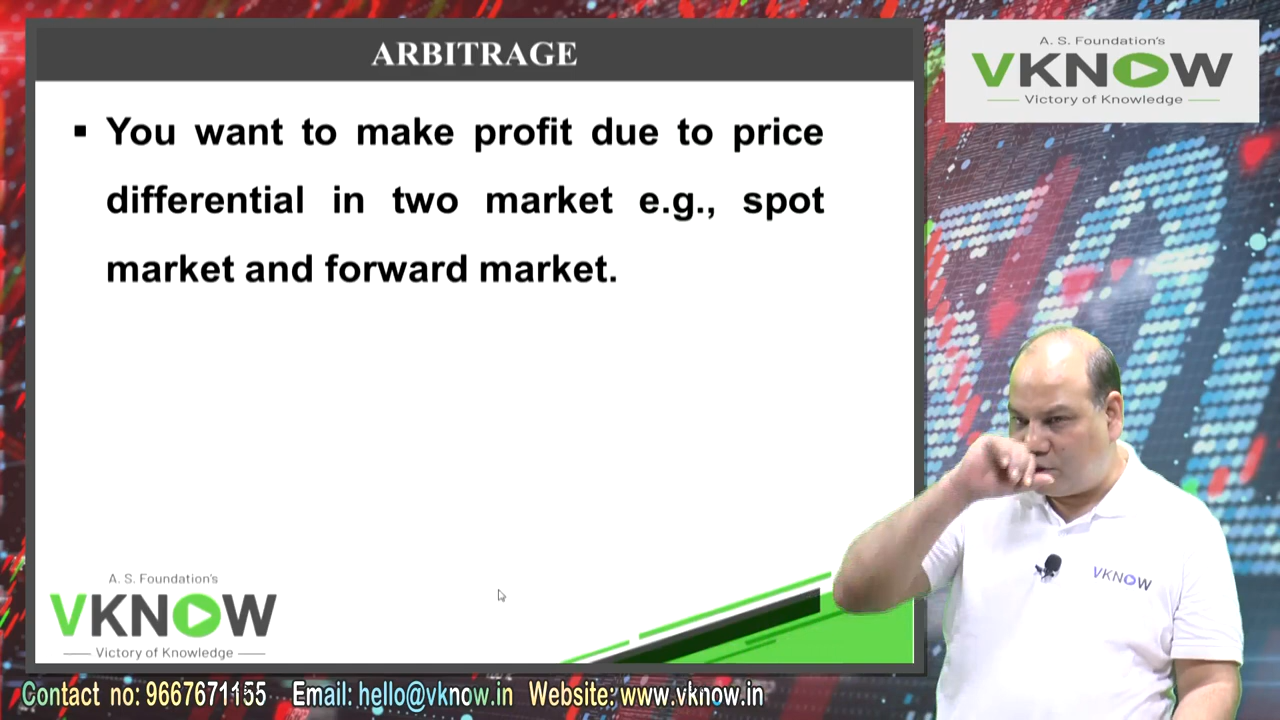 ARBITRAGE
▪ You want to make profit due to price
differential in two market e.g., spot
market and forward market.
A. S. Foundation's
VKNOW
Victory of Knowledge
A. S. Foundation's
VKNOW
Victory of Knowledge
VKNOW
Contact no: 9667671155 Email: hello@vknow.in Website: www.vknow.in